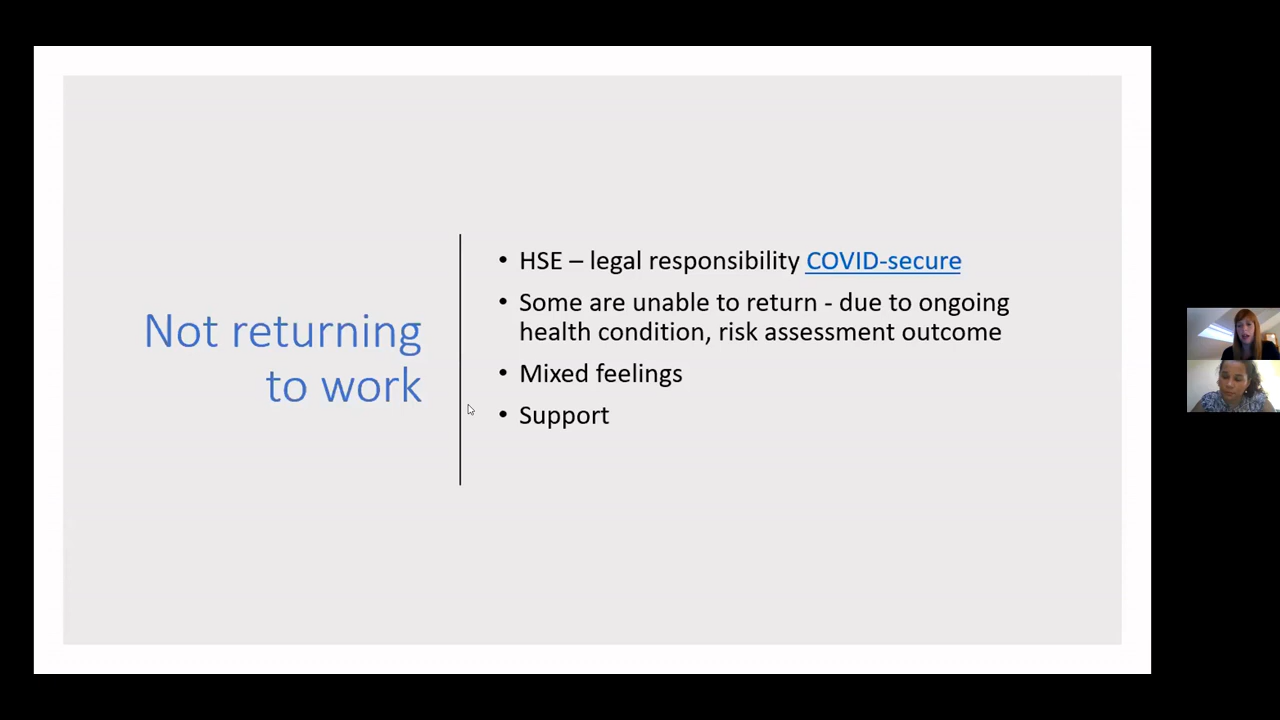 Not returning
to work
• HSE – legal responsibility COVID-secure
• Some are unable to return - due to ongoing
health condition, risk assessment outcome
• Mixed feelings
• Support